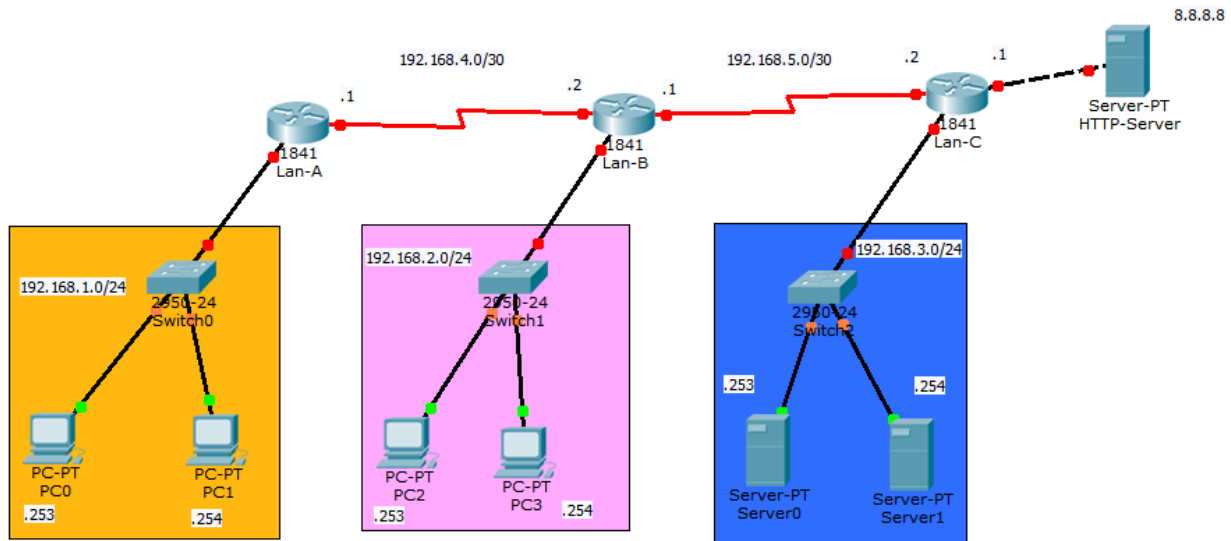 8.8.8.8
192.168.4.0/30
192.168.5.0/30
.1
.2
.1
.2
.1
1841
Lan-A
1841
Lan-B
1841
Lan-C
Server-PT
HTTP-Server
192.168.1.0/24
2950-24
Switch0
192.168.2.0/24
2950-24
Switch1
192.168.3.0/24
2950-24
Switch2
PC-PT
PC0
.253
PC-PT
PC1
.254
PC-PT
PC2
.253
PC-PT
PC3
.254
.253
Server-PT
Server0
.254
Server-PT
Server1